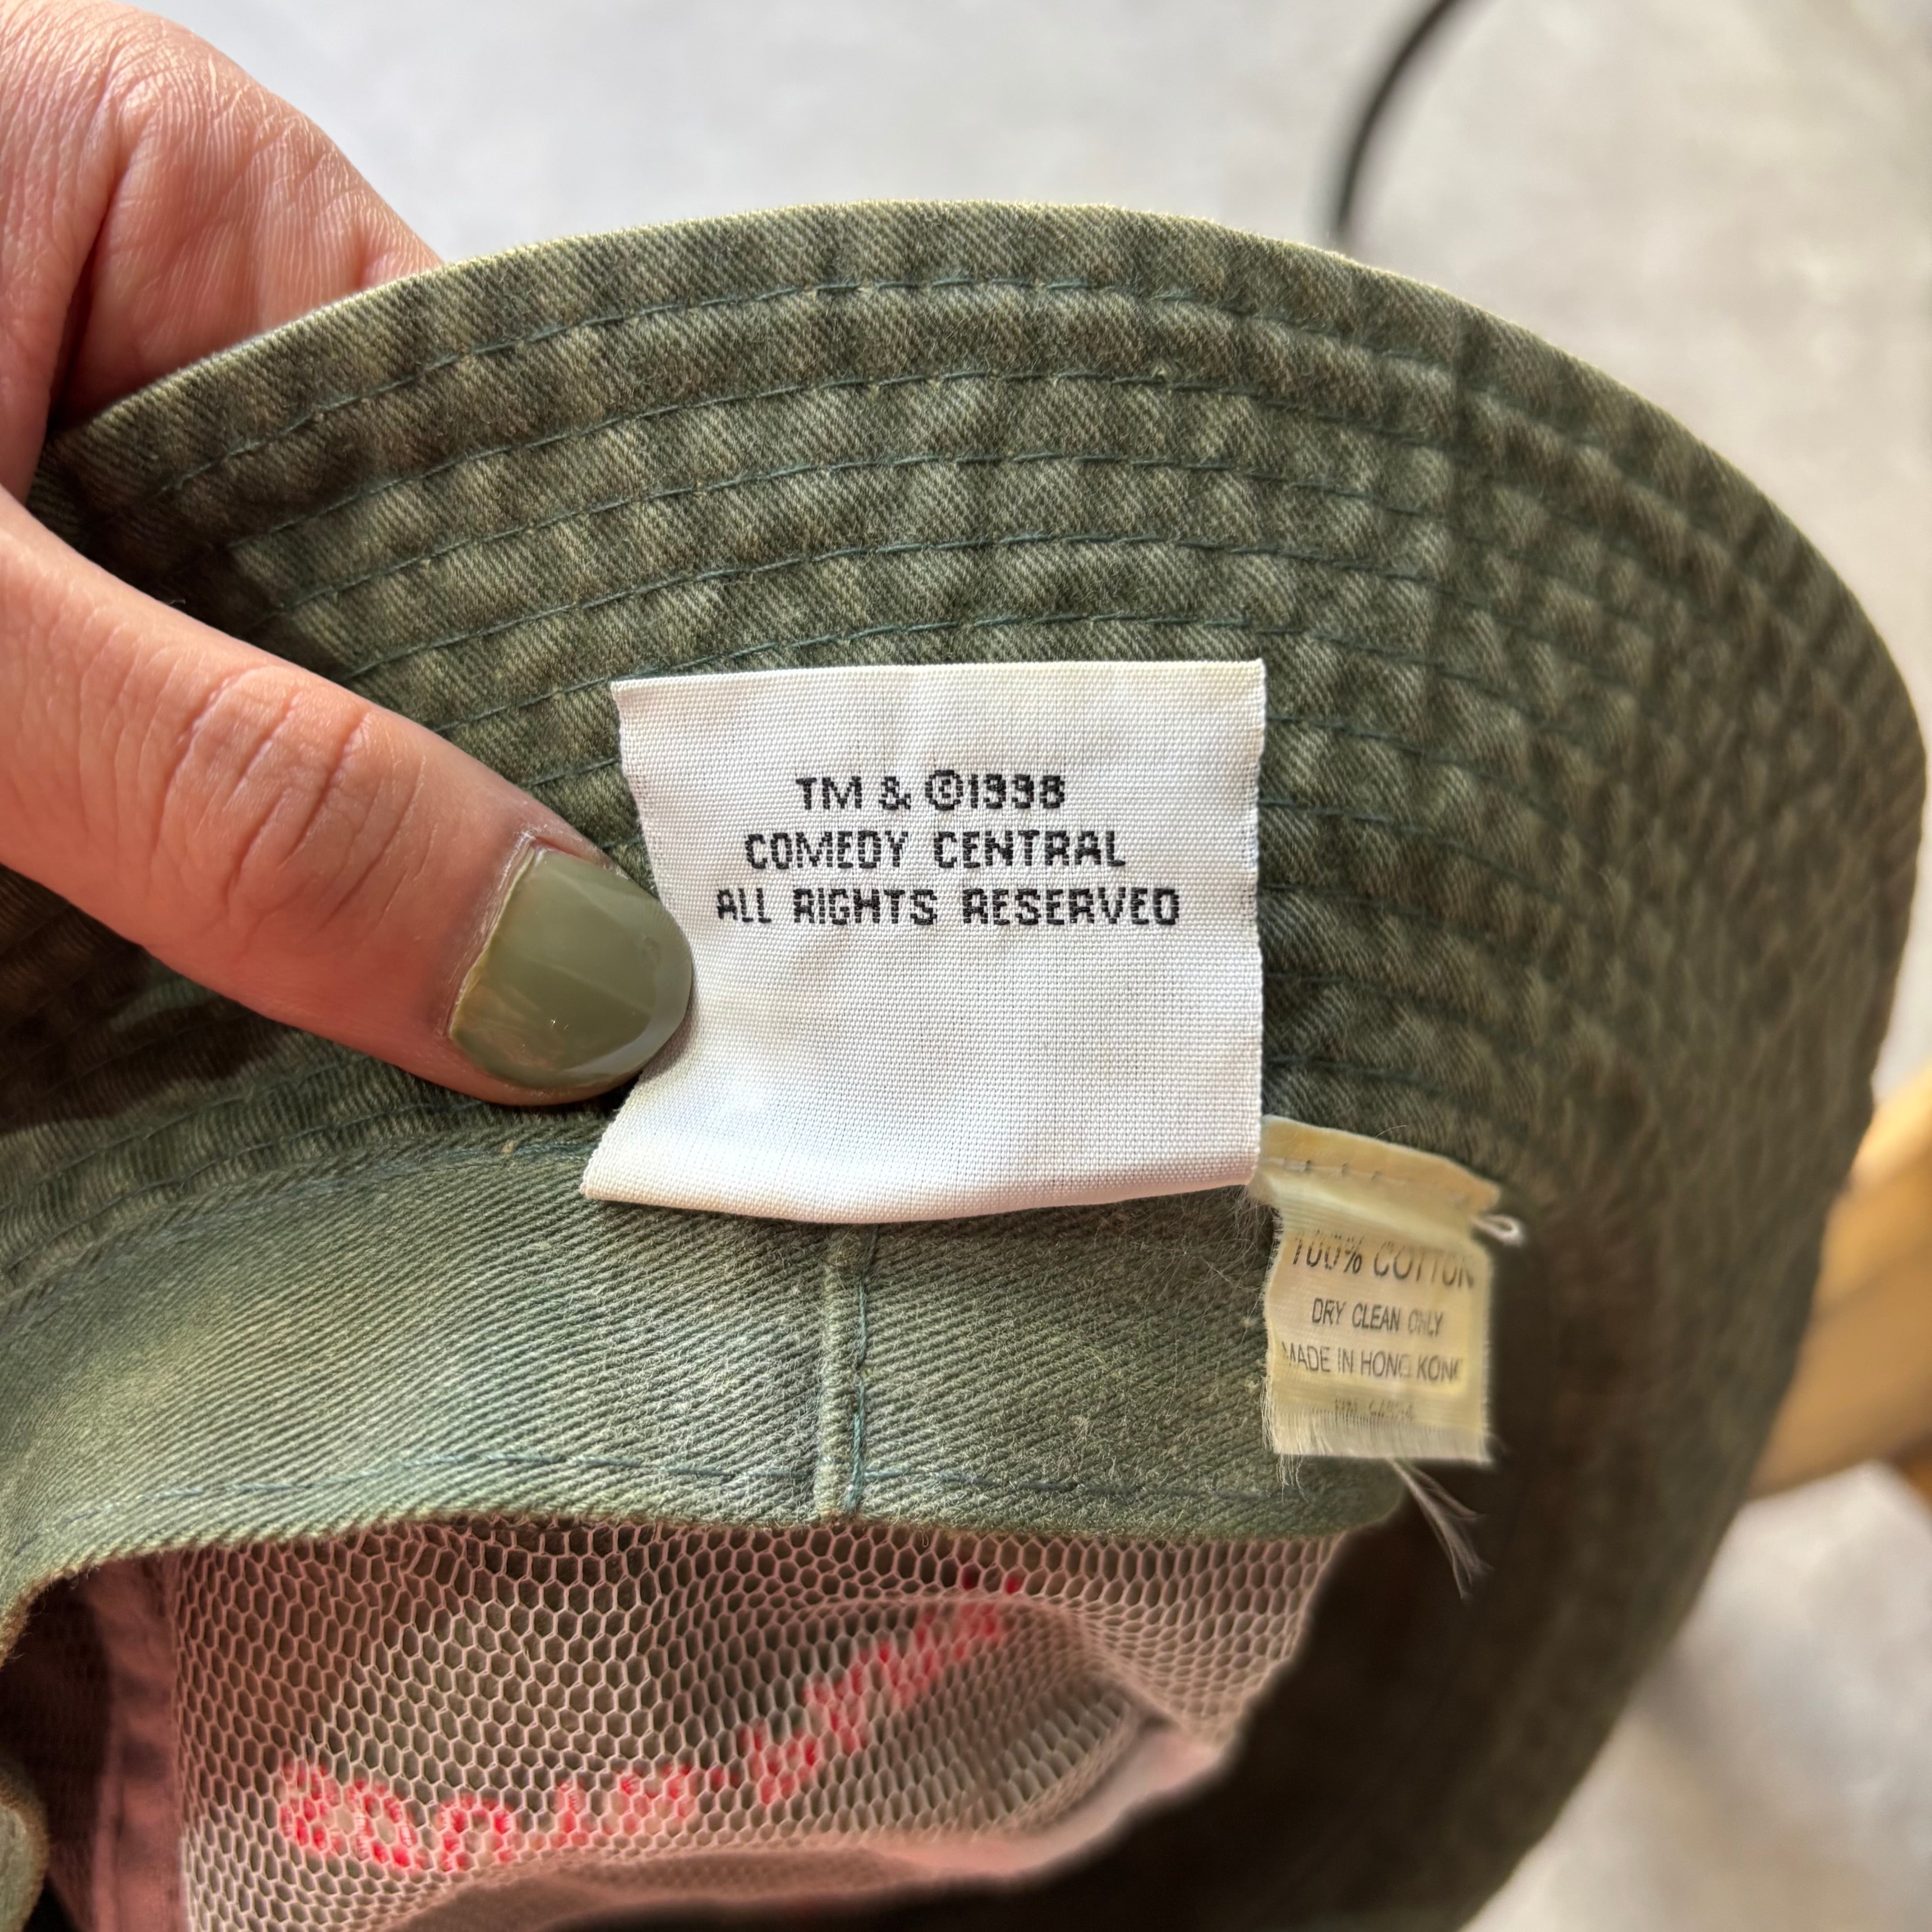 TM & ©1998
COMEDY CENTRAL
ALL RIGHTS RESERVED
100% COTTON
DRY CLEAN ONLY
MADE IN HONG KONG